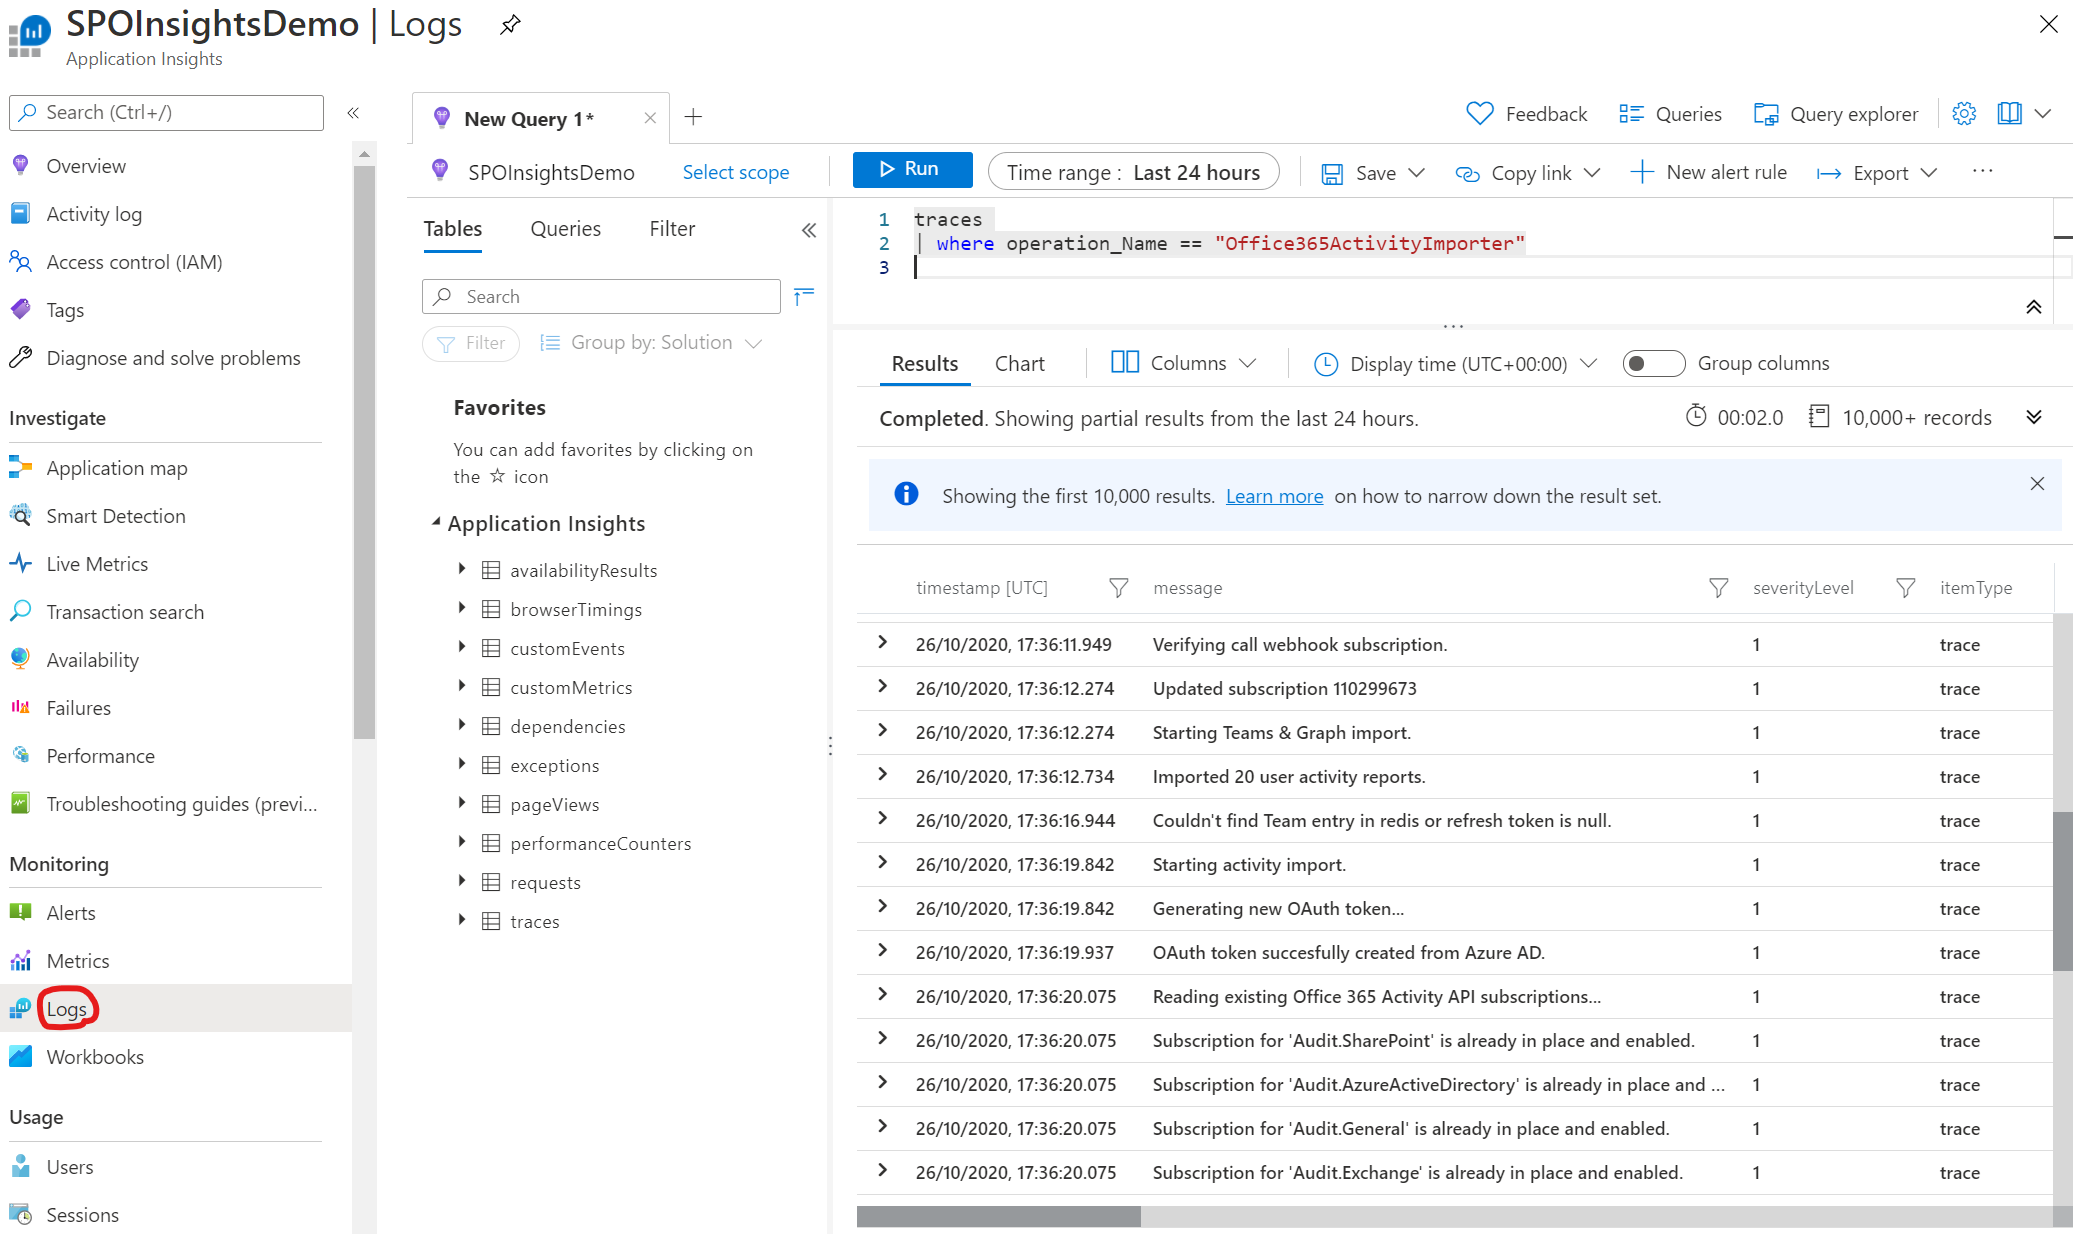 SPOInsightsDemo | Logs
Application Insights
Search (Ctrl+/)
Overview
Activity log
Access control (IAM)
Tags
Diagnose and solve problems
Investigate
Application map
Smart Detection
Live Metrics
Transaction search
Availability
Failures
Performance
Troubleshooting guides (previ...
Monitoring
Alerts
Metrics
Logs
Workbooks
Usage
Users
Sessions
New Query 1*
Feedback
Queries
Query explorer
SPOInsightsDemo
Select scope
Run
Time range : Last 24 hours
Save
Copy link
New alert rule
Export
Tables
Queries
Filter
Search
Filter
Group by: Solution
Favorites
You can add favorites by clicking on
the ☆ icon
Application Insights
availabilityResults
browserTimings
customEvents
customMetrics
dependencies
exceptions
pageViews
performanceCounters
requests
traces
1 traces
2 | where operation_Name == "Office365ActivityImporter"
3
Results
Chart
Columns
Display time (UTC+00:00)
Group columns
Completed. Showing partial results from the last 24 hours.
00:02.0
10,000+ records
Showing the first 10,000 results. Learn more on how to narrow down the result set.
timestamp [UTC] message severityLevel itemType
26/10/2020, 17:36:11.949 Verifying call webhook subscription. 1 trace
26/10/2020, 17:36:12.274 Updated subscription 110299673 1 trace
26/10/2020, 17:36:12.274 Starting Teams & Graph import. 1 trace
26/10/2020, 17:36:12.734 Imported 20 user activity reports. 1 trace
26/10/2020, 17:36:16.944 Couldn't find Team entry in redis or refresh token is null. 1 trace
26/10/2020, 17:36:19.842 Starting activity import. 1 trace
26/10/2020, 17:36:19.842 Generating new OAuth token... 1 trace
26/10/2020, 17:36:19.937 OAuth token succesfully created from Azure AD. 1 trace
26/10/2020, 17:36:20.075 Reading existing Office 365 Activity API subscriptions... 1 trace
26/10/2020, 17:36:20.075 Subscription for 'Audit.SharePoint' is already in place and enabled. 1 trace
26/10/2020, 17:36:20.075 Subscription for 'Audit.AzureActiveDirectory' is already in place and ... 1 trace
26/10/2020, 17:36:20.075 Subscription for 'Audit.General' is already in place and enabled. 1 trace
26/10/2020, 17:36:20.075 Subscription for 'Audit.Exchange' is already in place and enabled. 1 trace